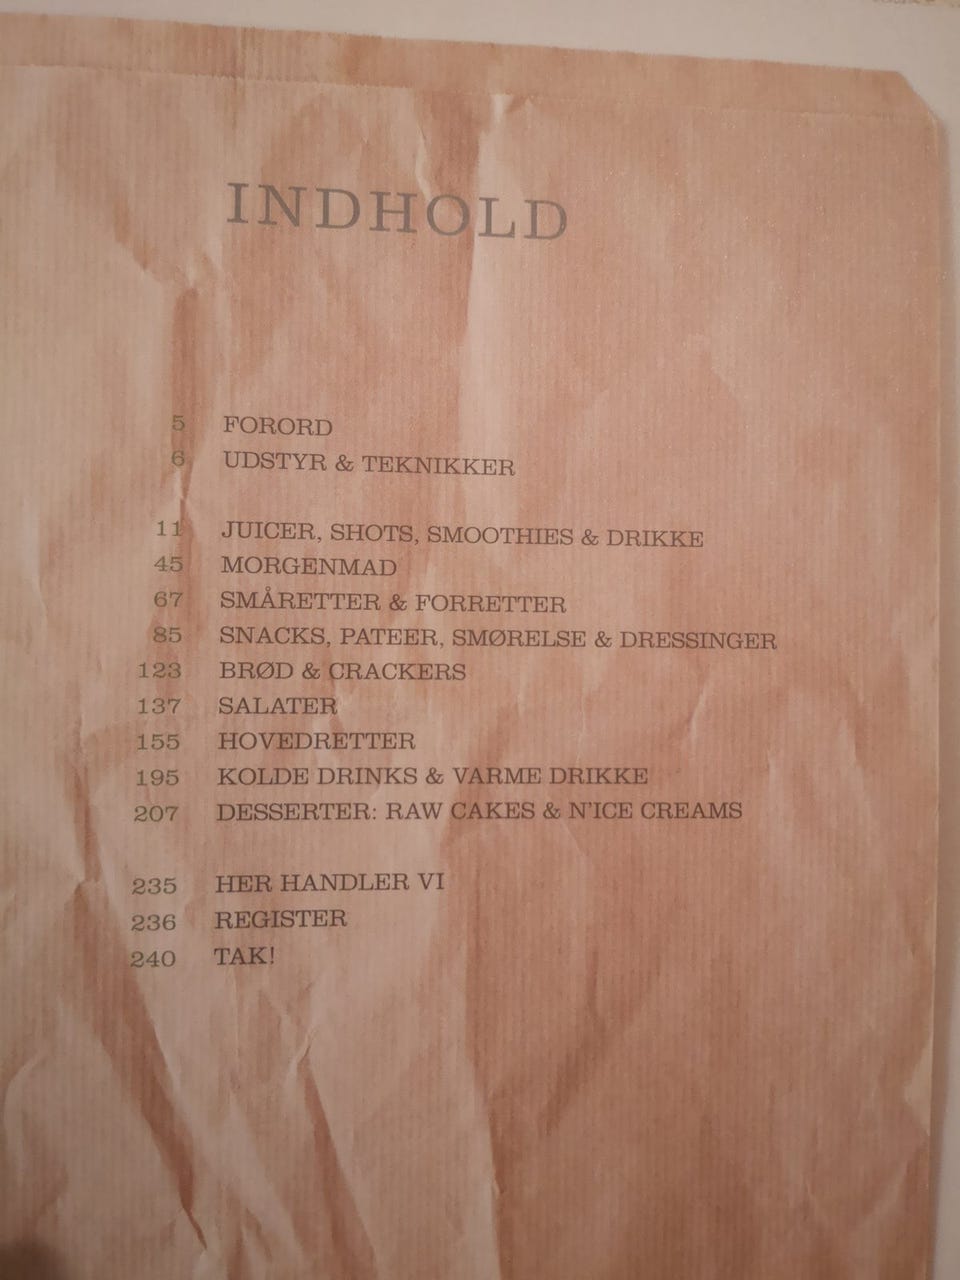 INDHOLD
5 FORORD
6 UDSTYR & TEKNIKKER
11 JUICER, SHOTS, SMOOTHIES & DRIKKE
45 MORGENMAD
67 SMÅRETTER & FORRETTER
85 SNACKS, PATEER, SMØRELSE & DRESSINGER
123 BRØD & CRACKERS
137 SALATER
155 HOVEDRETTER
195 KOLDE DRINKS & VARME DRIKKE
207 DESSERTER: RAW CAKES & N'ICE CREAMS
235 HER HANDLER VI
236 REGISTER
240 TAK!